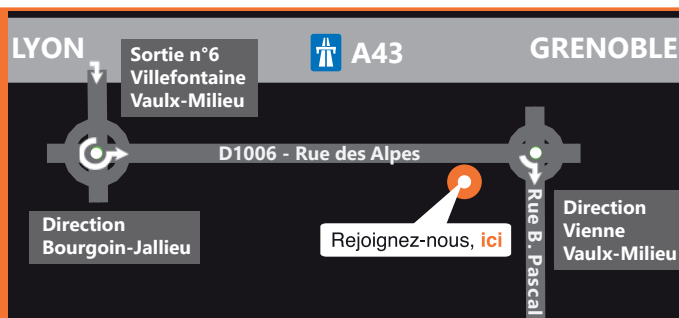 LYON
Sortie n°6
Villefontaine
Vaulx-Milieu
A43
GRENOBLE
D1006 - Rue des Alpes
Direction
Bourgoin-Jallieu
Rejoignez-nous, ici
Rue B. Pascal
Direction
Vienne
Vaulx-Milieu